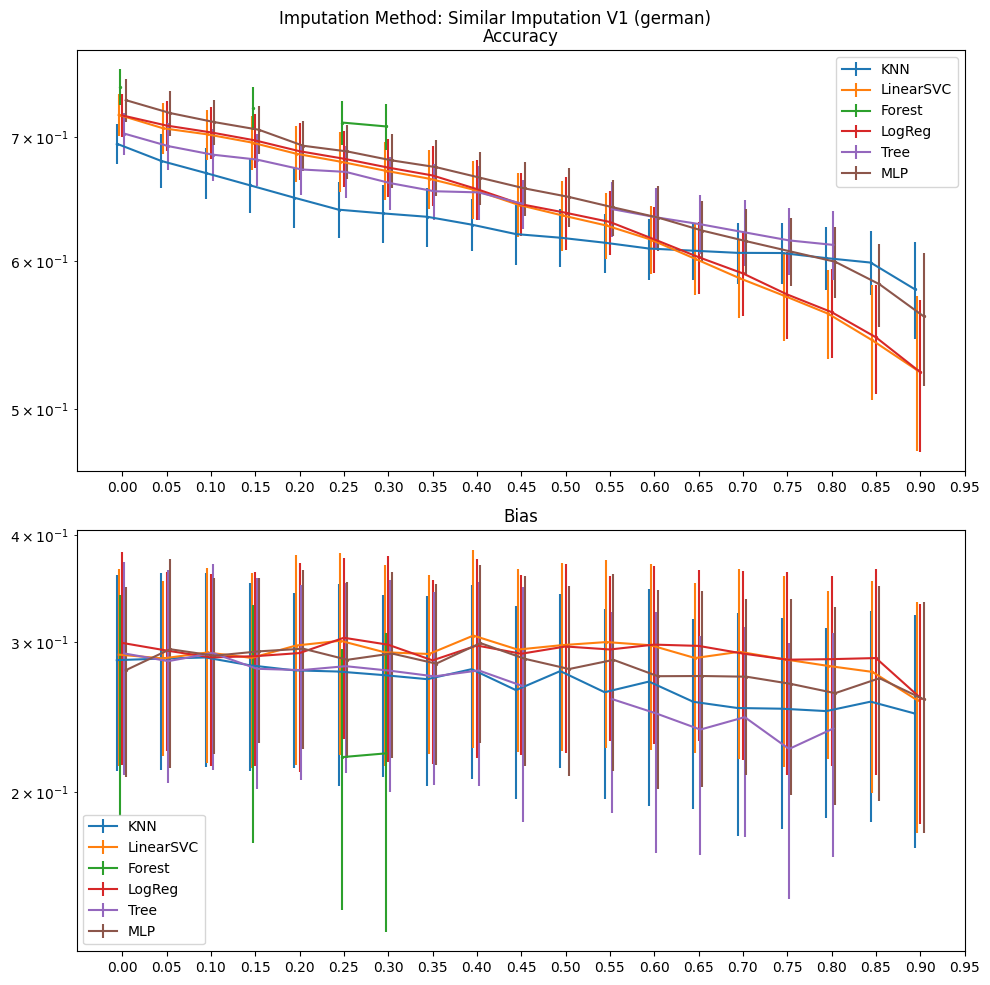 Imputation Method: Similar Imputation V1 (german)
Accuracy
7 × 10⁻¹
6 × 10⁻¹
5 × 10⁻¹
KNN
LinearSVC
Forest
LogReg
Tree
MLP
0.00 0.05 0.10 0.15 0.20 0.25 0.30 0.35 0.40 0.45 0.50 0.55 0.60 0.65 0.70 0.75 0.80 0.85 0.90 0.95
Bias
4 × 10⁻¹
3 × 10⁻¹
2 × 10⁻¹
KNN
LinearSVC
Forest
LogReg
Tree
MLP
0.00 0.05 0.10 0.15 0.20 0.25 0.30 0.35 0.40 0.45 0.50 0.55 0.60 0.65 0.70 0.75 0.80 0.85 0.90 0.95